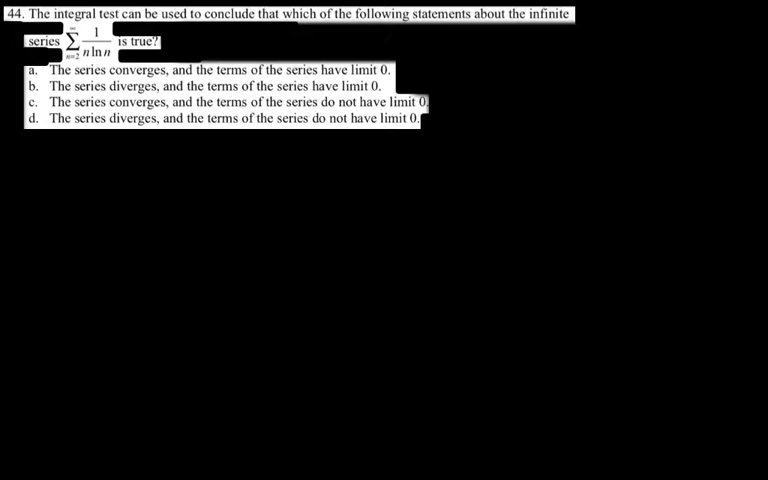 44. The integral test can be used to conclude that which of the following statements about the infinite
series ∑_{n=2}^{∞} 1/(n ln n) is true?
a. The series converges, and the terms of the series have limit 0.
b. The series diverges, and the terms of the series have limit 0.
c. The series converges, and the terms of the series do not have limit 0.
d. The series diverges, and the terms of the series do not have limit 0.